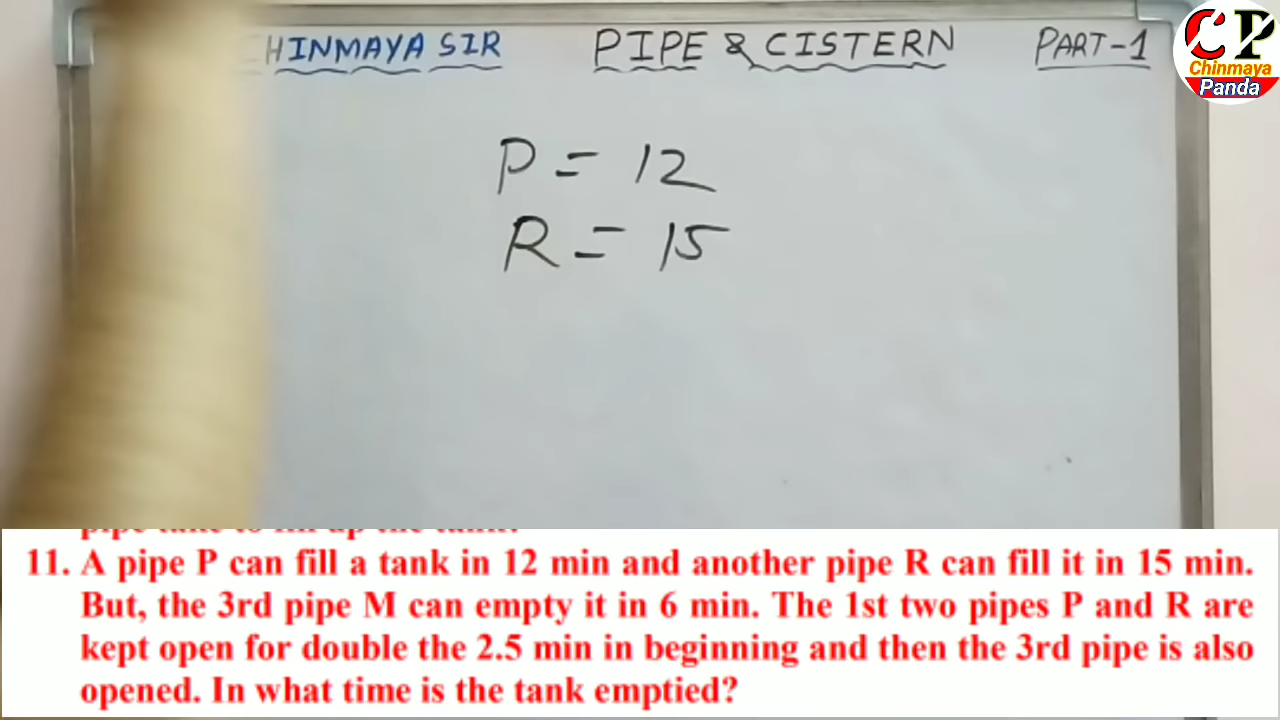 HINMAYA SIR PIPE & CISTERN PART-1
CP
Chinmaya
Panda
P = 12
R = 15
11. A pipe P can fill a tank in 12 min and another pipe R can fill it in 15 min.
But, the 3rd pipe M can empty it in 6 min. The 1st two pipes P and R are
kept open for double the 2.5 min in beginning and then the 3rd pipe is also
opened. In what time is the tank emptied?